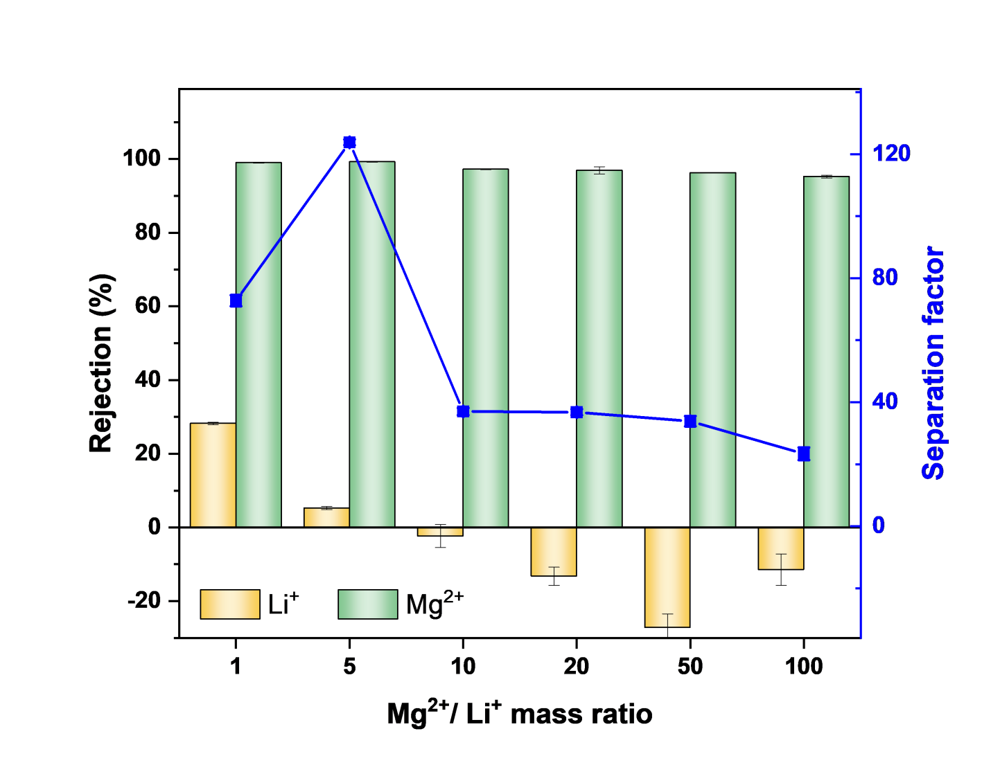 100
80
60
40
20
0
-20
Rejection (%)
120
80
40
0
Separation factor
Li⁺
Mg²⁺
1 5 10 20 50 100
Mg²⁺/ Li⁺ mass ratio